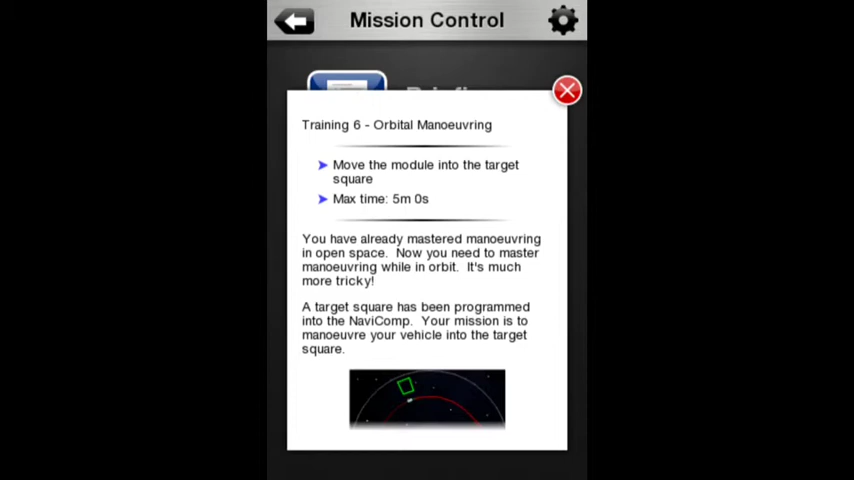 Mission Control
Training 6 - Orbital Manoeuvring
Move the module into the target
square
Max time: 5m 0s
You have already mastered manoeuvring
in open space. Now you need to master
manoeuvring while in orbit. It's much
more tricky!
A target square has been programmed
into the NaviComp. Your mission is to
manoeuvre your vehicle into the target
square.